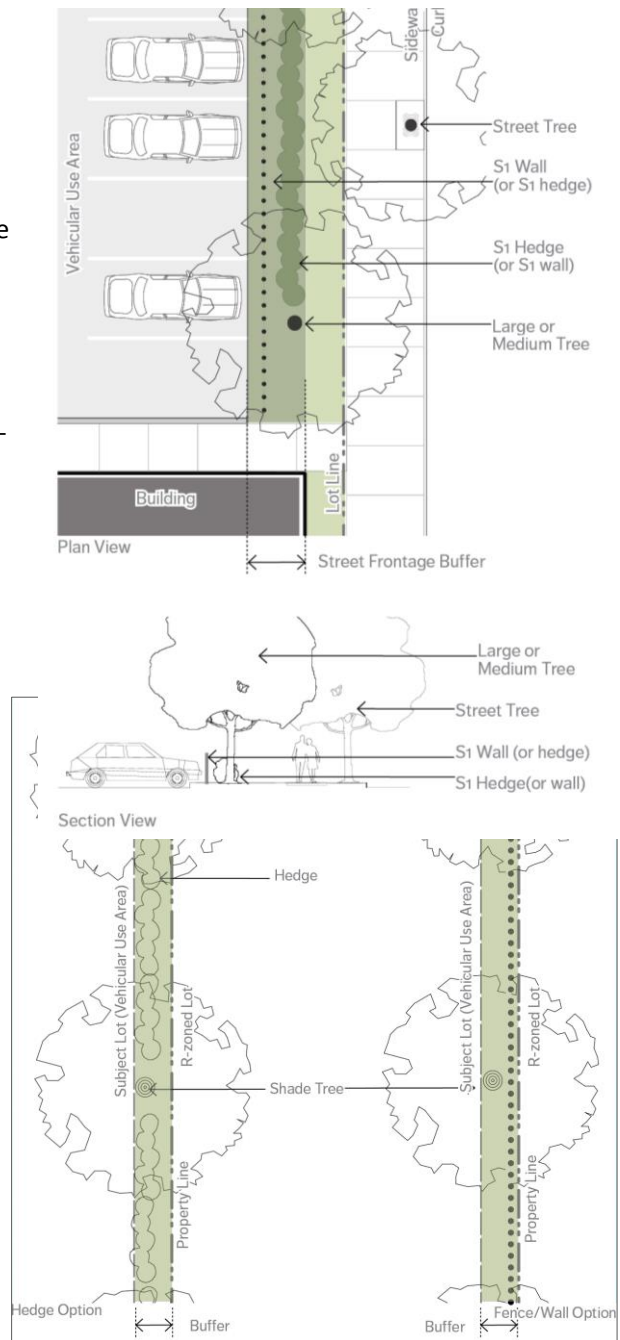 Sidewa
Curl
Vehicular Use Area
Street Tree
S1 Wall
(or S1 hedge)
e
S1 Hedge
(or S1 wall)
Large or
Medium Tree
Lot Line
Building
Plan View
Street Frontage Buffer
Large or
Medium Tree
Street Tree
S1 Wall (or hedge)
S1 Hedge(or wall)
Section View
Hedge
Subject Lot (Vehicular Use Area)
R-zoned Lot
Property Line
Shade Tree
Subject Lot (Vehicular Use Area)
R-zoned Lot
Property Line
Hedge Option
Buffer
Buffer
Fence/Wall Option